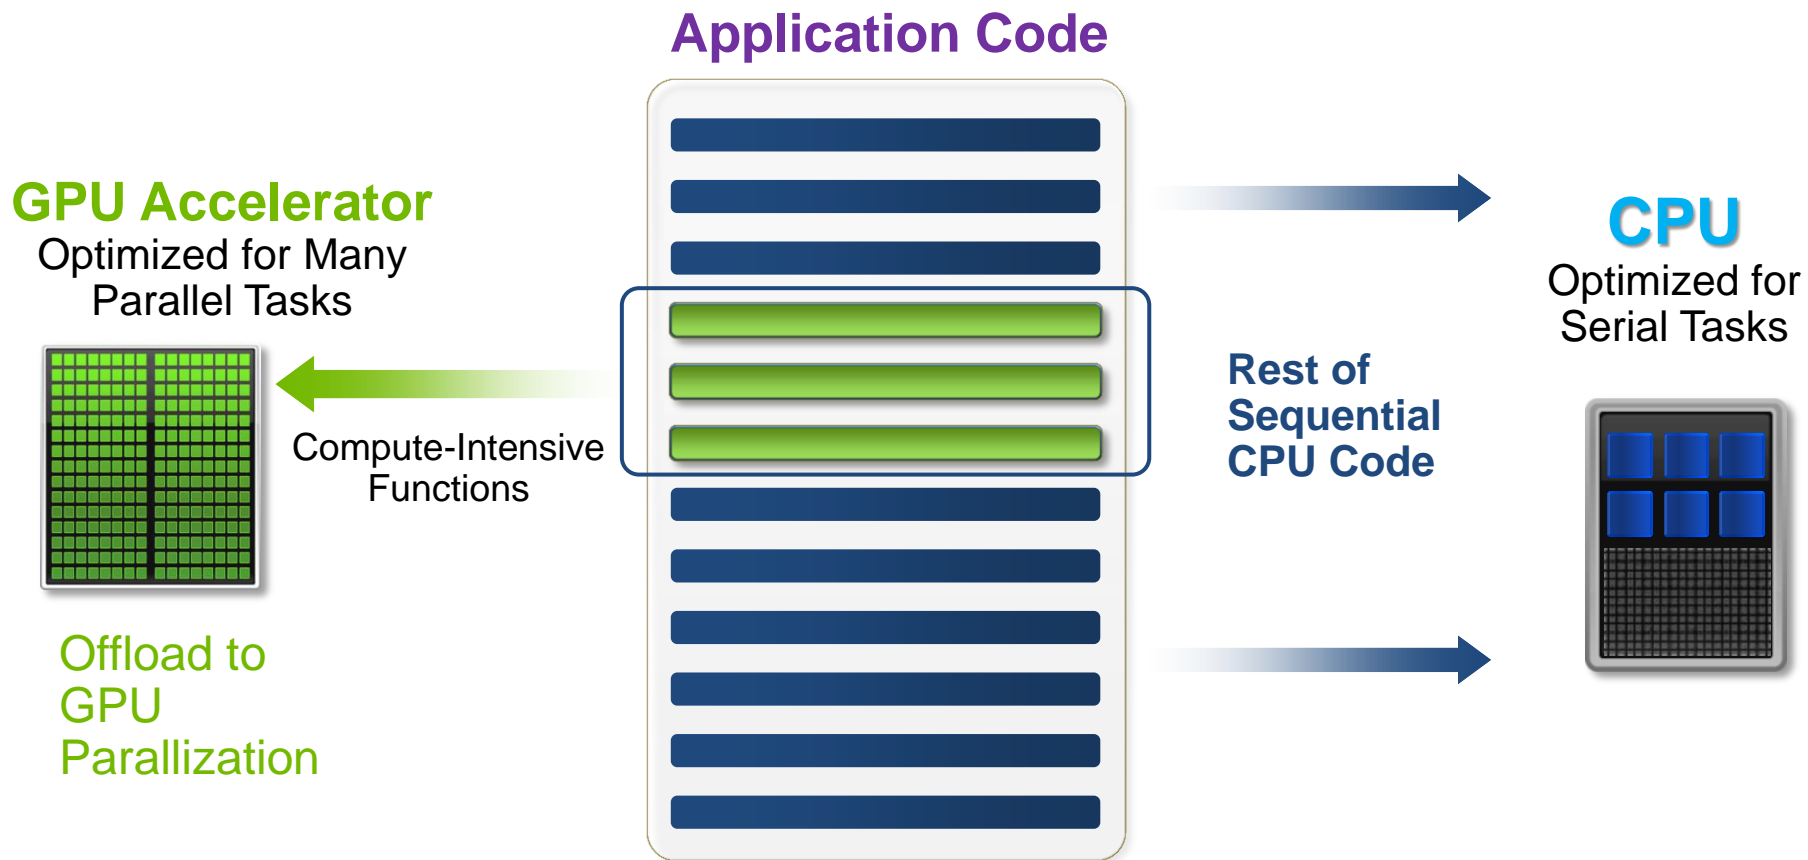 Application Code
GPU Accelerator
Optimized for Many
Parallel Tasks
Compute-Intensive
Functions
Offload to
GPU
Parallization
Rest of
Sequential
CPU Code
CPU
Optimized for
Serial Tasks